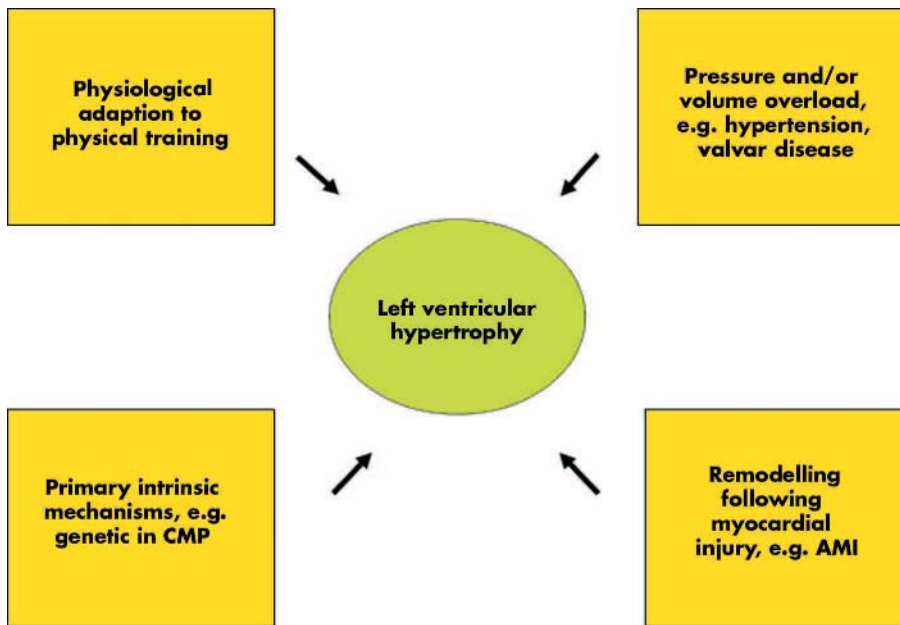 Physiological
adaption to
physical training
Pressure and/or
volume overload,
e.g. hypertension,
valvar disease
Left ventricular
hypertrophy
Primary intrinsic
mechanisms, e.g.
genetic in CMP
Remodelling
following
myocardial
injury, e.g. AMI